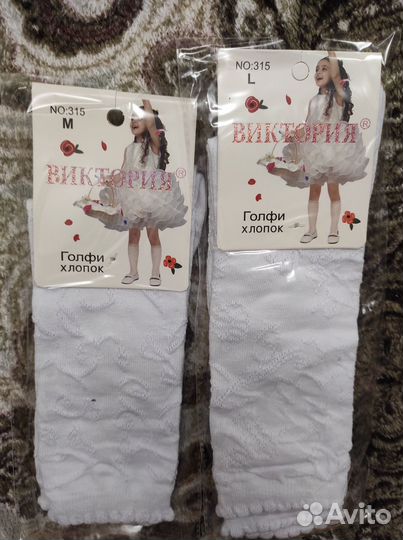 NO:315
M
ВИКТОРИЯ®
Голфи
хлопок
NO:315
L
ВИКТОРИЯ®
Голфи
хлопок
Avito